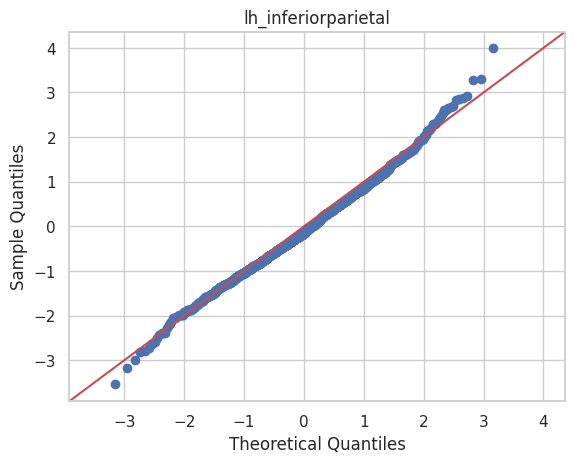 lh_inferiorparietal
Sample Quantiles
4
3
2
1
0
−1
−2
−3
−3 −2 −1 0 1 2 3 4
Theoretical Quantiles